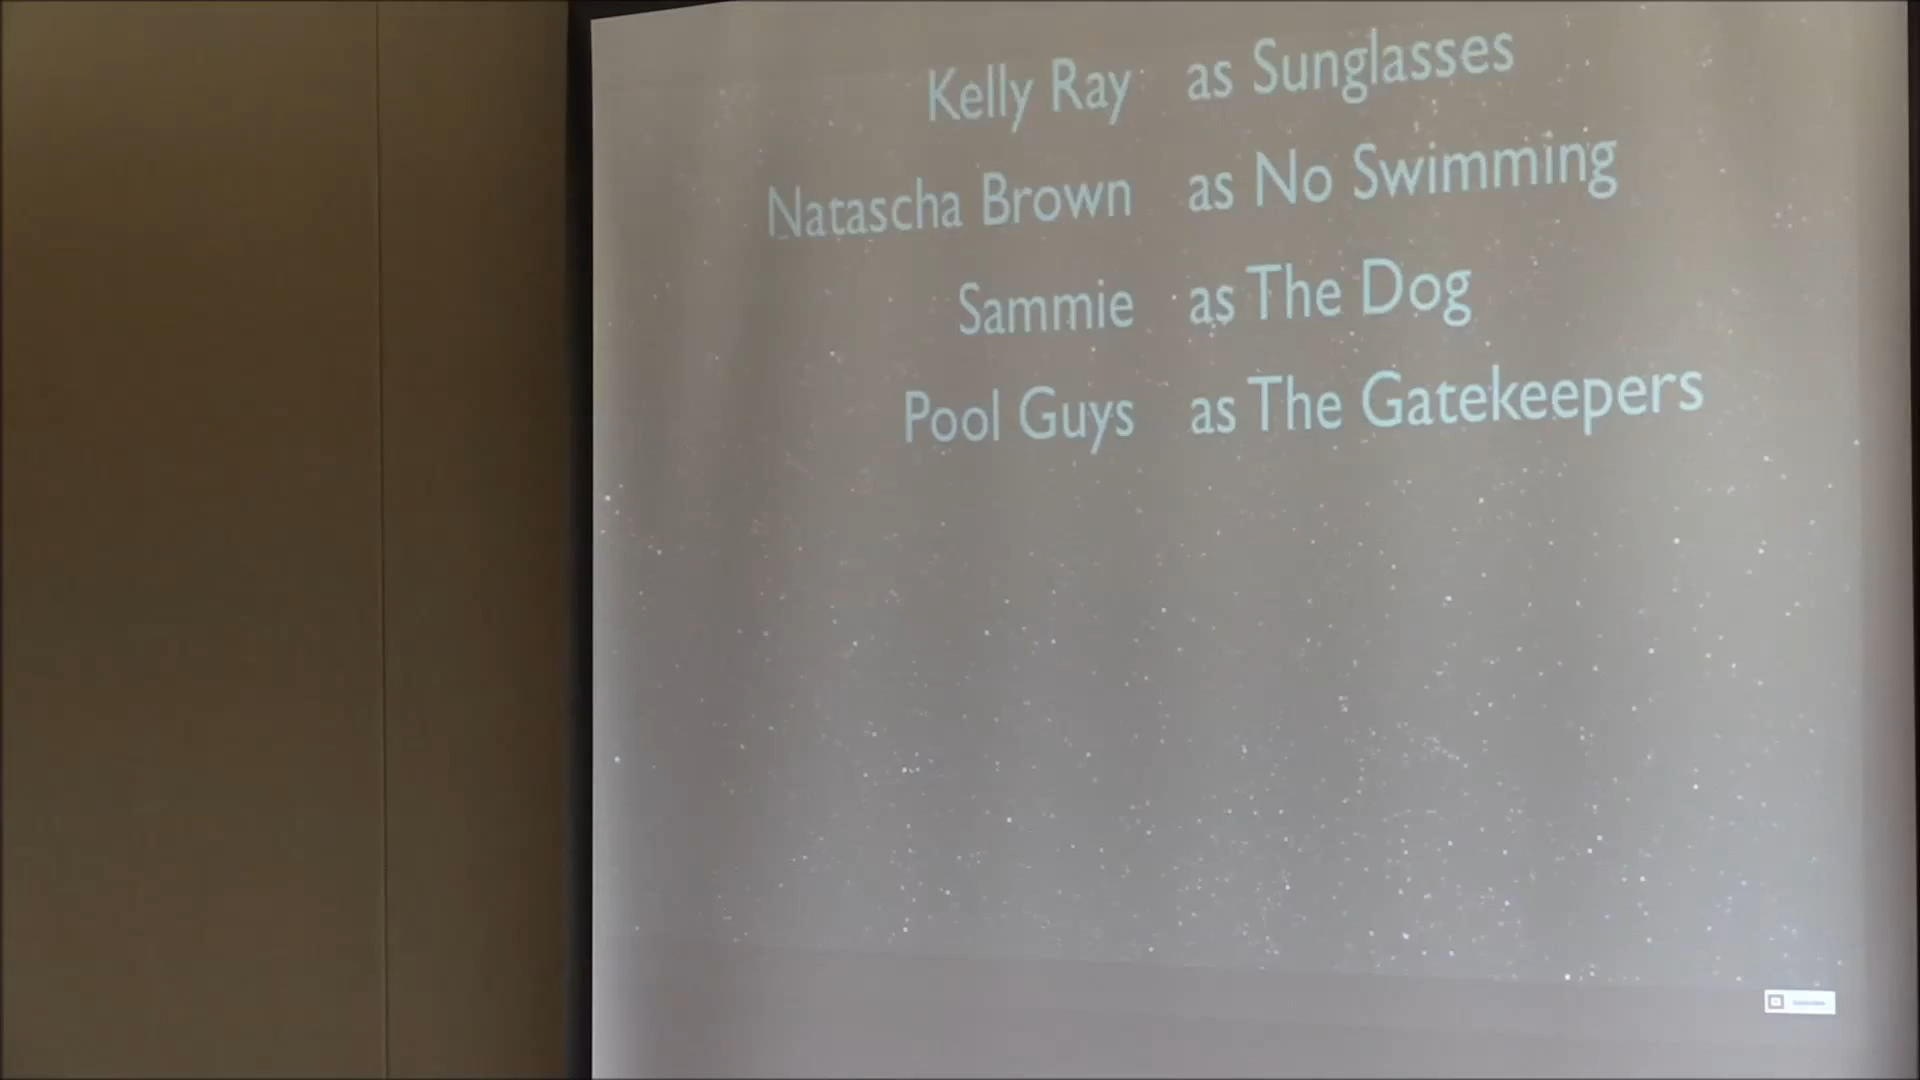 Kelly Ray as Sunglasses
Natascha Brown as No Swimming
Sammie as The Dog
Pool Guys as The Gatekeepers